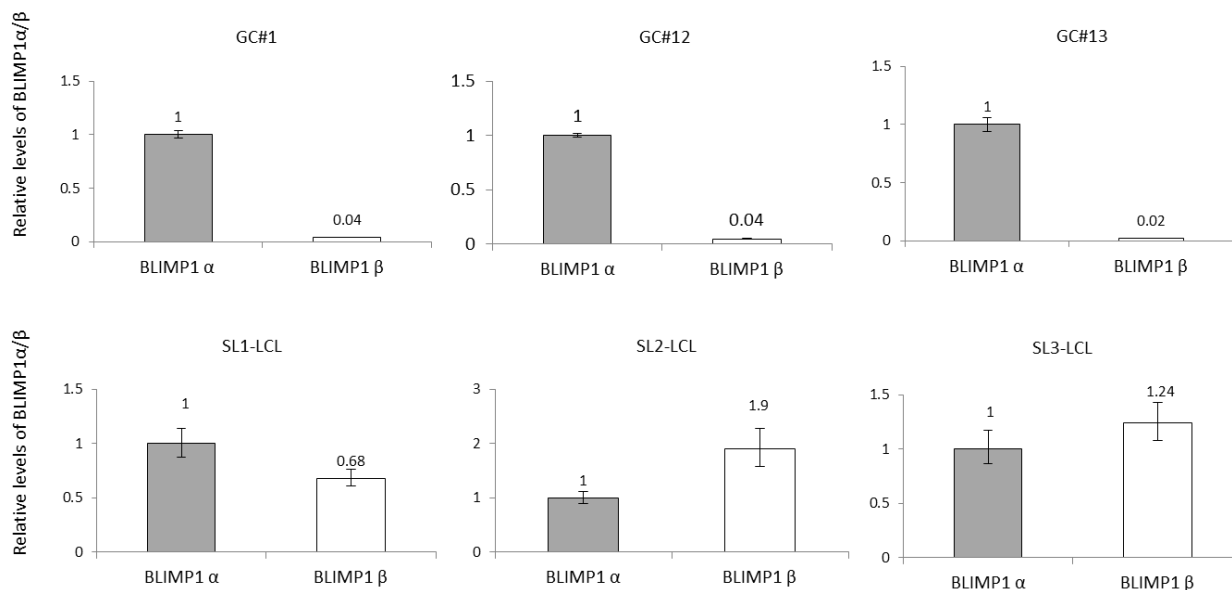 Relative levels of BLIMP1α/β
GC#1
1.5
1
0.5
0
1
0.04
BLIMP1 α
BLIMP1 β
GC#12
1.5
1
0.5
0
1
0.04
BLIMP1 α
BLIMP1 β
GC#13
1.5
1
0.5
0
1
0.02
BLIMP1 α
BLIMP1 β
Relative levels of BLIMP1α/β
SL1-LCL
1.5
1
0.5
0
1
0.68
BLIMP1 α
BLIMP1 β
SL2-LCL
3
2
1
0
1
1.9
BLIMP1 α
BLIMP1 β
SL3-LCL
1.5
1
0.5
0
1
1.24
BLIMP1 α
BLIMP1 β